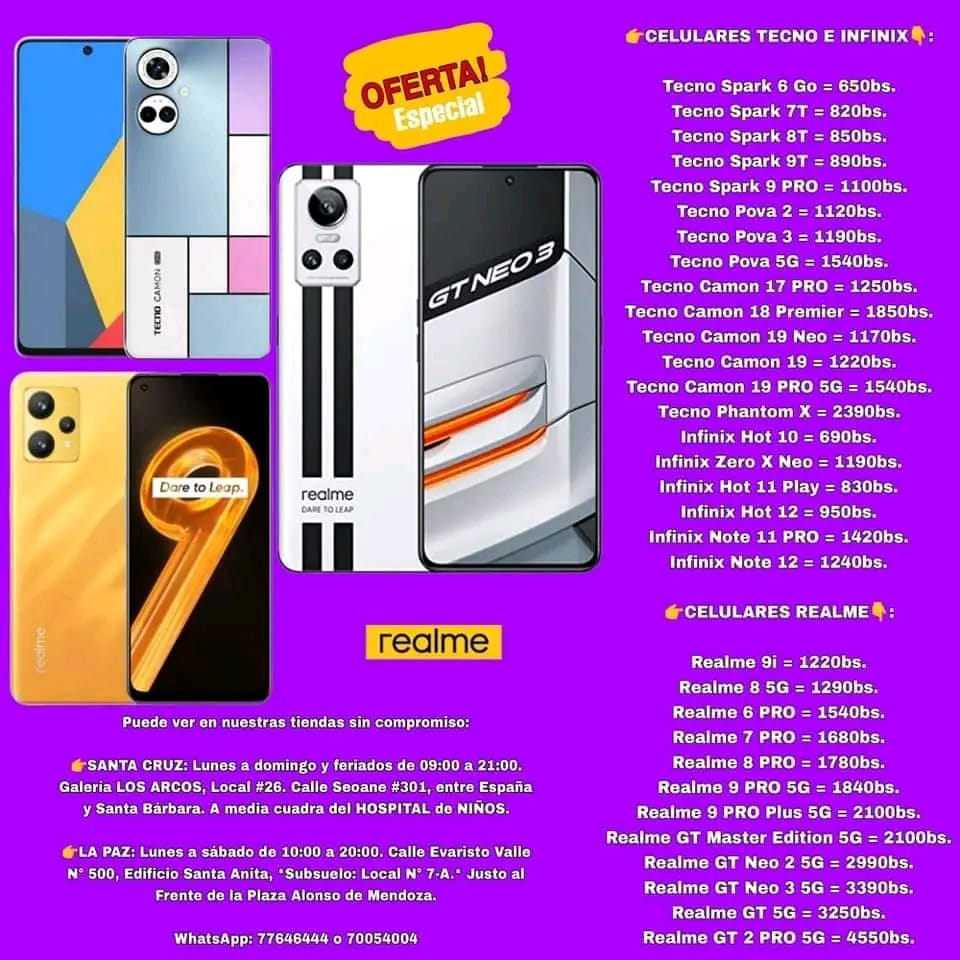 OFERTA!
Especial
TECNO CAMON
GT NEO 3
realme
DARE TO LEAP
Dare to Leap.
realme
realme
Puede ver en nuestras tiendas sin compromiso:
👉SANTA CRUZ: Lunes a domingo y feriados de 09:00 a 21:00.
Galería LOS ARCOS, Local #26. Calle Seoane #301, entre España
y Santa Bárbara. A media cuadra del HOSPITAL de NIÑOS.
👉LA PAZ: Lunes a sábado de 10:00 a 20:00. Calle Evaristo Valle
N° 500, Edificio Santa Anita, *Subsuelo: Local N° 7-A.* Justo al
Frente de la Plaza Alonso de Mendoza.
WhatsApp: 77646444 o 70054004
👉CELULARES TECNO E INFINIX👇:
Tecno Spark 6 Go = 650bs.
Tecno Spark 7T = 820bs.
Tecno Spark 8T = 850bs.
Tecno Spark 9T = 890bs.
Tecno Spark 9 PRO = 1100bs.
Tecno Pova 2 = 1120bs.
Tecno Pova 3 = 1190bs.
Tecno Pova 5G = 1540bs.
Tecno Camon 17 PRO = 1250bs.
Tecno Camon 18 Premier = 1850bs.
Tecno Camon 19 Neo = 1170bs.
Tecno Camon 19 = 1220bs.
Tecno Camon 19 PRO 5G = 1540bs.
Tecno Phantom X = 2390bs.
Infinix Hot 10 = 690bs.
Infinix Zero X Neo = 1190bs.
Infinix Hot 11 Play = 830bs.
Infinix Hot 12 = 950bs.
Infinix Note 11 PRO = 1420bs.
Infinix Note 12 = 1240bs.
👉CELULARES REALME👇:
Realme 9i = 1220bs.
Realme 8 5G = 1290bs.
Realme 6 PRO = 1540bs.
Realme 7 PRO = 1680bs.
Realme 8 PRO = 1780bs.
Realme 9 PRO 5G = 1840bs.
Realme 9 PRO Plus 5G = 2100bs.
Realme GT Master Edition 5G = 2100bs.
Realme GT Neo 2 5G = 2990bs.
Realme GT Neo 3 5G = 3390bs.
Realme GT 5G = 3250bs.
Realme GT 2 PRO 5G = 4550bs.